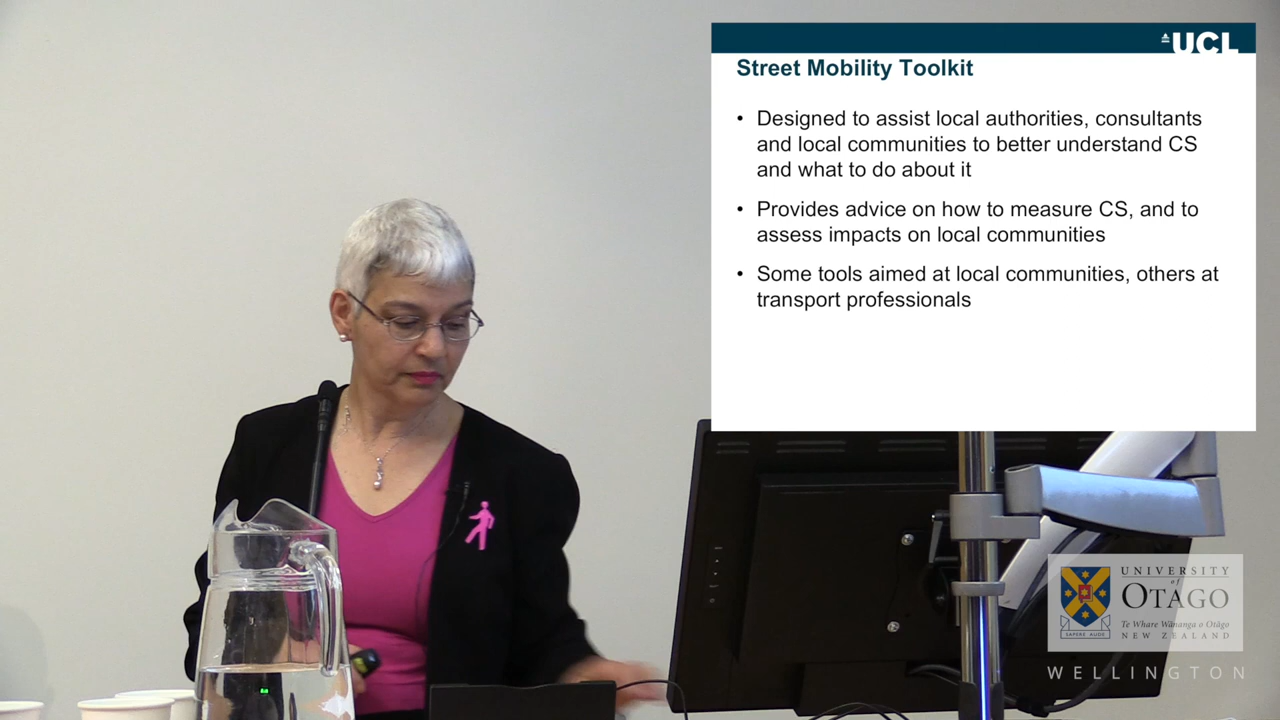 UCL
Street Mobility Toolkit
• Designed to assist local authorities, consultants
and local communities to better understand CS
and what to do about it
• Provides advice on how to measure CS, and to
assess impacts on local communities
• Some tools aimed at local communities, others at
transport professionals
UNIVERSITY
of
OTAGO
Te Whare Wānanga o Otāgo
NEW ZEALAND
SAPERE AUDE
WELLINGTON